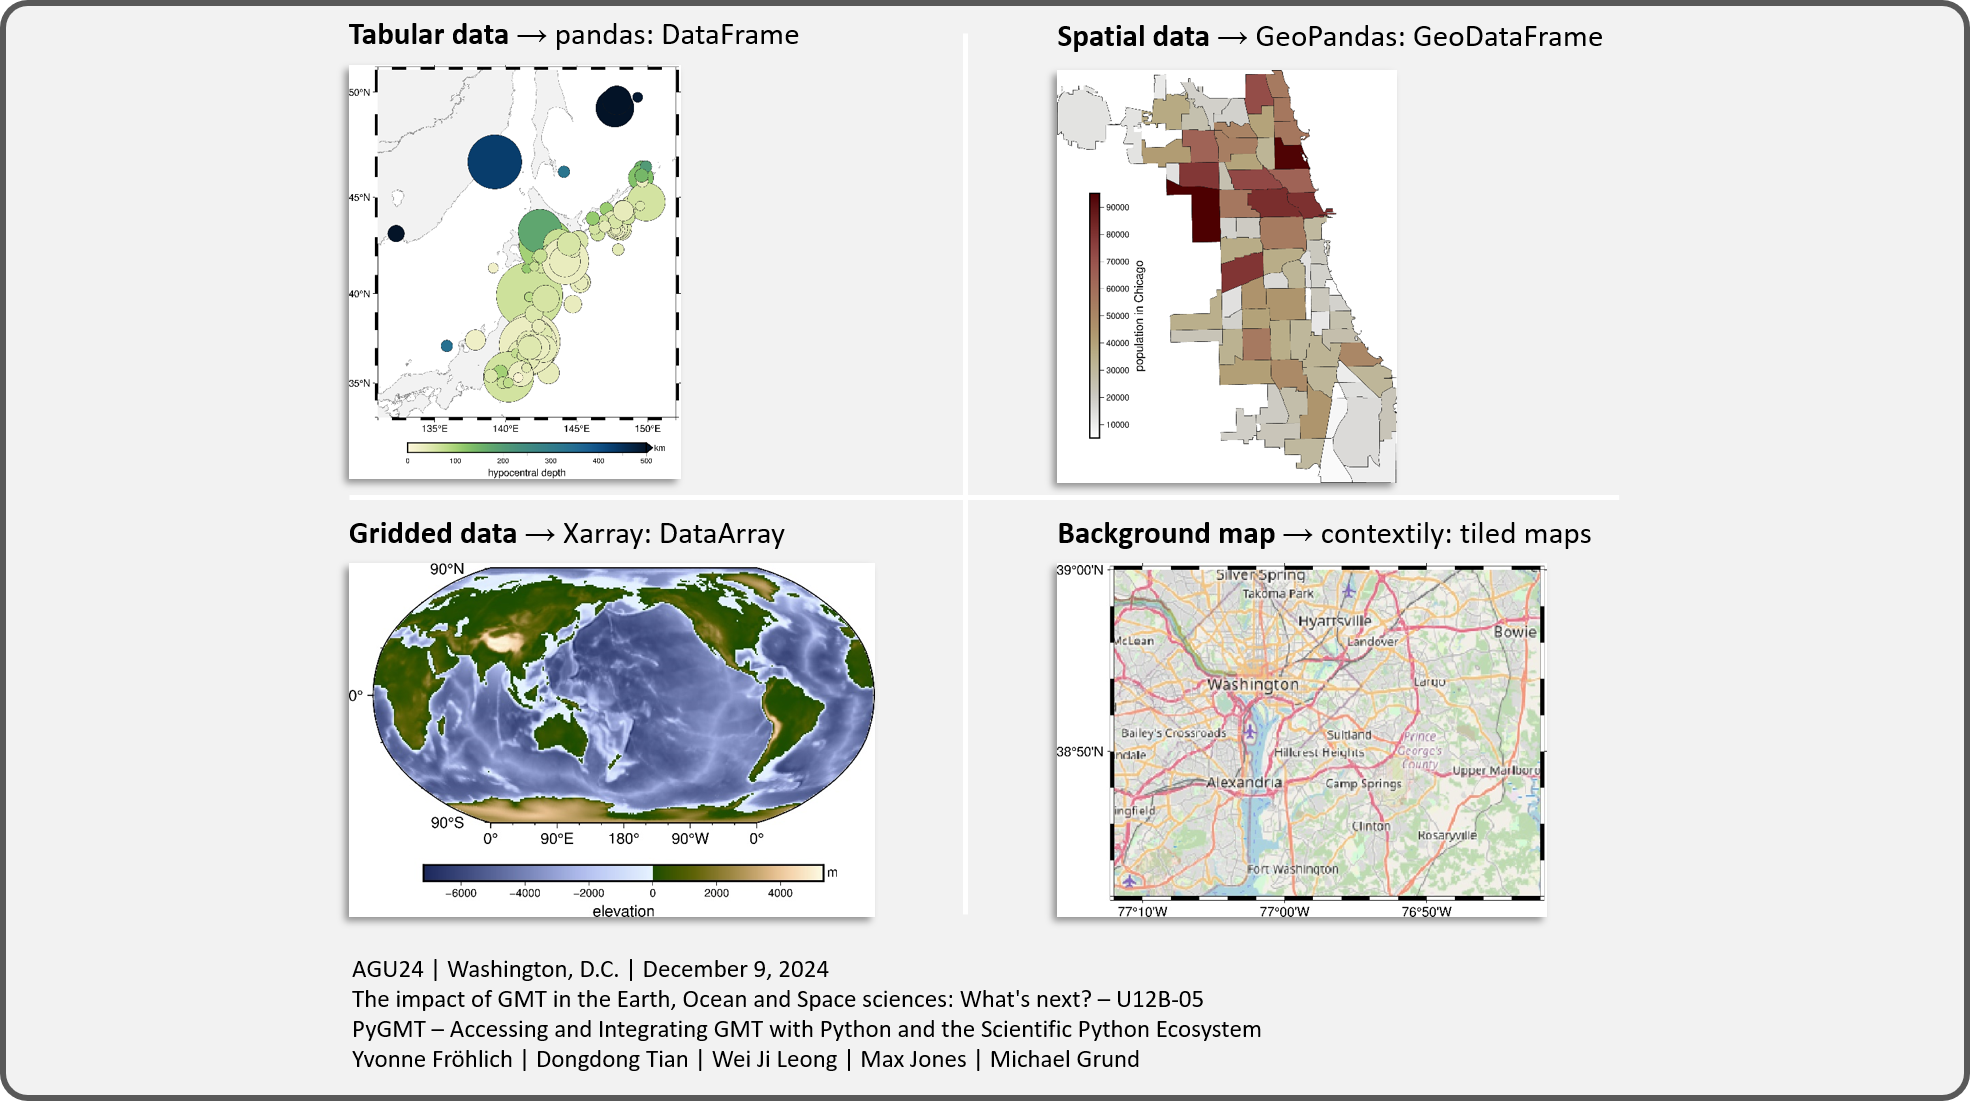 Tabular data → pandas: DataFrame
50°N
45°N
40°N
35°N
135°E 140°E 145°E 150°E
km
0 100 200 300 400 500
hypocentral depth
Spatial data → GeoPandas: GeoDataFrame
90000
80000
70000
60000
50000
40000
30000
20000
10000
population in Chicago
Gridded data → Xarray: DataArray
90°N
0°
90°S
0° 90°E 180° 90°W 0°
m
−6000 −4000 −2000 0 2000 4000
elevation
Background map → contextily: tiled maps
39°00'N
38°50'N
Silver Spring
Takoma Park
Hyattsville
Bowie
McLean
Landover
Largo
Washington
Bailey's Crossroads
Suitland
Prince
George's
County
Hillcrest Heights
ndale
Upper Marlboro
Alexandria
Camp Springs
ingfield
Clinton
Rosaryville
Fort Washington
77°10'W 77°00'W 76°50'W
AGU24 | Washington, D.C. | December 9, 2024
The impact of GMT in the Earth, Ocean and Space sciences: What's next? – U12B-05
PyGMT – Accessing and Integrating GMT with Python and the Scientific Python Ecosystem
Yvonne Fröhlich | Dongdong Tian | Wei Ji Leong | Max Jones | Michael Grund